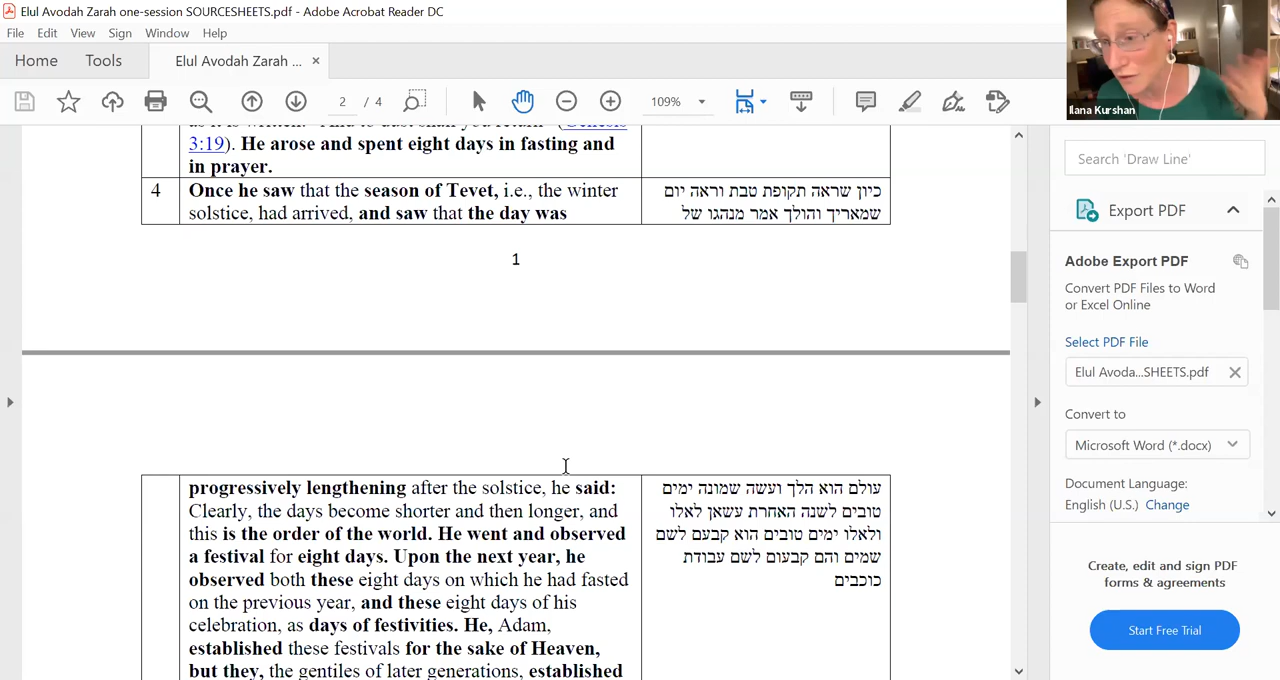 Elul Avodah Zarah one-session SOURCESHEETS.pdf - Adobe Acrobat Reader DC
File Edit View Sign Window Help
Home Tools Elul Avodah Zarah ... ×
2 / 4 109%
3:19). He arose and spent eight days in fasting and
in prayer.
4 Once he saw that the season of Tevet, i.e., the winter
solstice, had arrived, and saw that the day was
כיון שראה תקופת טבת וראה יום
שמאריך והולך אמר מנהגו של
1
progressively lengthening after the solstice, he said:
Clearly, the days become shorter and then longer, and
this is the order of the world. He went and observed
a festival for eight days. Upon the next year, he
observed both these eight days on which he had fasted
on the previous year, and these eight days of his
celebration, as days of festivities. He, Adam,
established these festivals for the sake of Heaven,
but they, the gentiles of later generations, established
עולם הוא הלך ועשה שמונה ימים
טובים לשנה האחרת עשאן לאלו
ולאלו ימים טובים הוא קבעם לשם
שמים והם קבעום לשם עבודת
כוכבים
Ilana Kurshan
Search 'Draw Line'
Export PDF
Adobe Export PDF
Convert PDF Files to Word
or Excel Online
Select PDF File
Elul Avoda...SHEETS.pdf
Convert to
Microsoft Word (*.docx)
Document Language:
English (U.S.) Change
Create, edit and sign PDF
forms & agreements
Start Free Trial